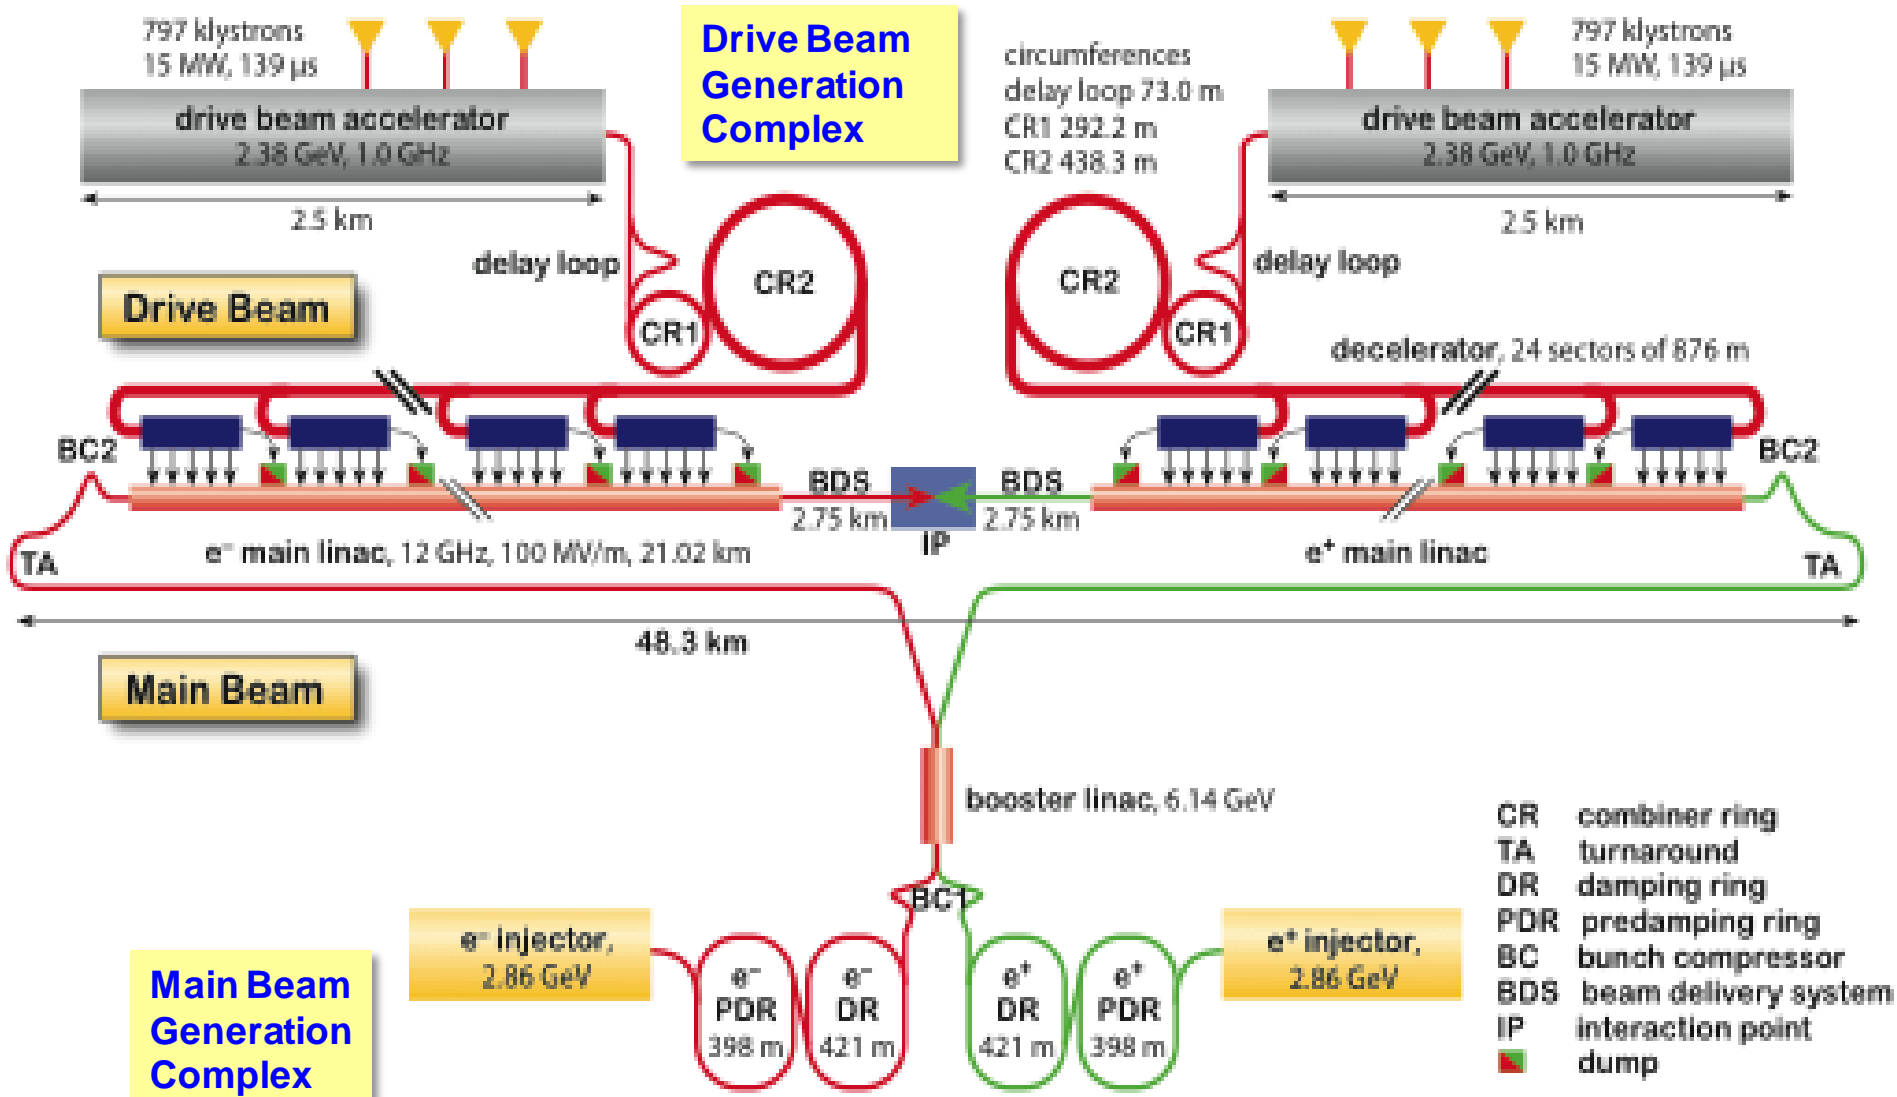 797 klystrons
15 MW, 139 µs
drive beam accelerator
2.38 GeV, 1.0 GHz
2.5 km
Drive Beam
Generation
Complex
circumferences
delay loop 73.0 m
CR1 292.2 m
CR2 438.3 m
797 klystrons
15 MW, 139 µs
drive beam accelerator
2.38 GeV, 1.0 GHz
2.5 km
delay loop
CR2
CR1
CR2
CR1
delay loop
Drive Beam
decelerator, 24 sectors of 876 m
BC2
BC2
BDS
2.75 km
IP
BDS
2.75 km
TA
e⁻ main linac, 12 GHz, 100 MV/m, 21.02 km
e⁺ main linac
TA
48.3 km
Main Beam
booster linac, 6.14 GeV
BC1
e⁻ injector,
2.86 GeV
e⁻
PDR
398 m
e⁻
DR
421 m
e⁺
DR
421 m
e⁺
PDR
398 m
e⁺ injector,
2.86 GeV
Main Beam
Generation
Complex
CR combiner ring
TA turnaround
DR damping ring
PDR predamping ring
BC bunch compressor
BDS beam delivery system
IP interaction point
dump